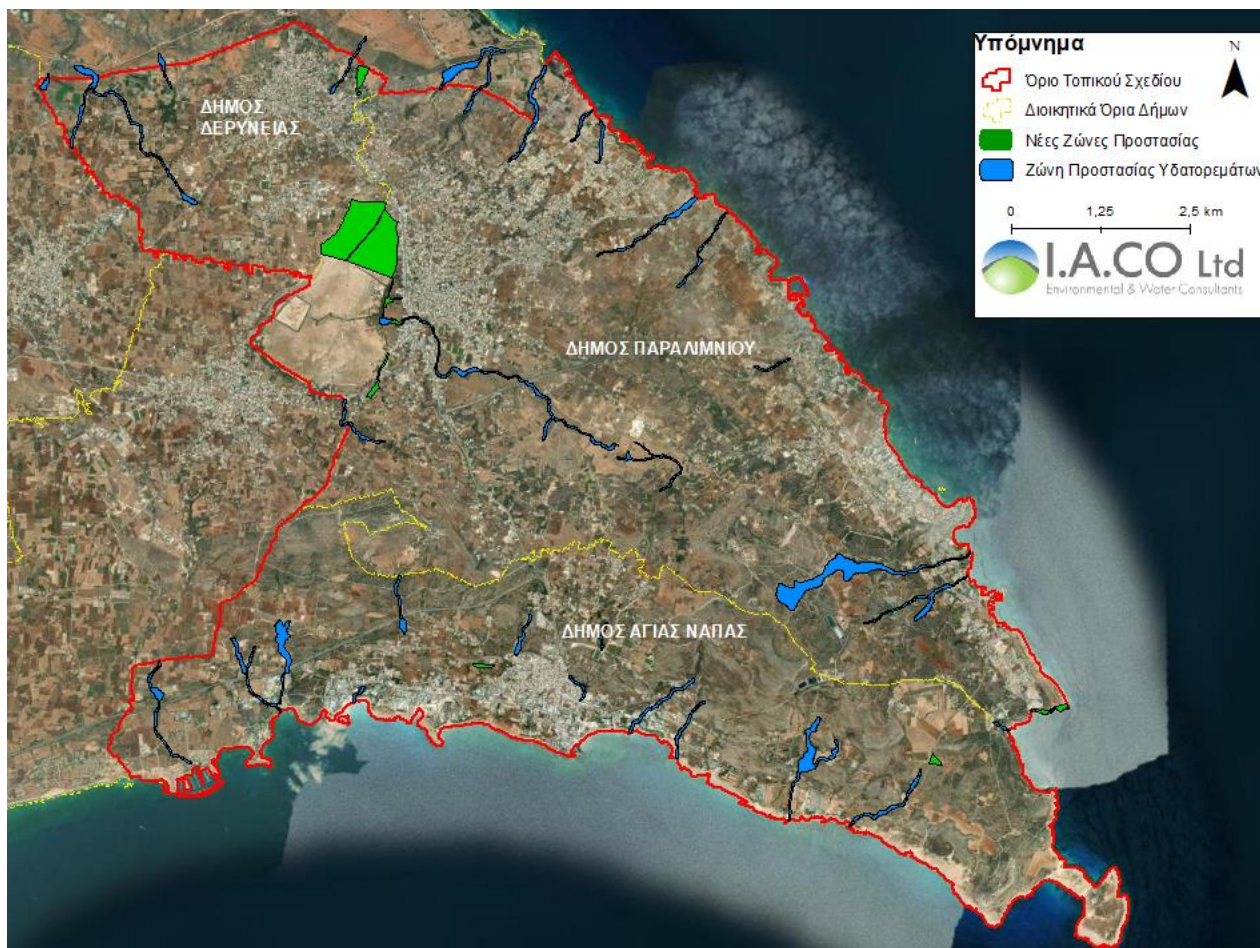 Υπόμνημα
N
Όριο Τοπικού Σχεδίου
Διοικητικά Όρια Δήμων
Νέες Ζώνες Προστασίας
Ζώνη Προστασίας Υδατορεμάτων
0 1,25 2,5 km
I.A.CO Ltd
Environmental & Water Consultants
ΔΗΜΟΣ
ΔΕΡΥΝΕΙΑΣ
ΔΗΜΟΣ ΠΑΡΑΛΙΜΝΙΟΥ
ΔΗΜΟΣ ΑΓΙΑΣ ΝΑΠΑΣ